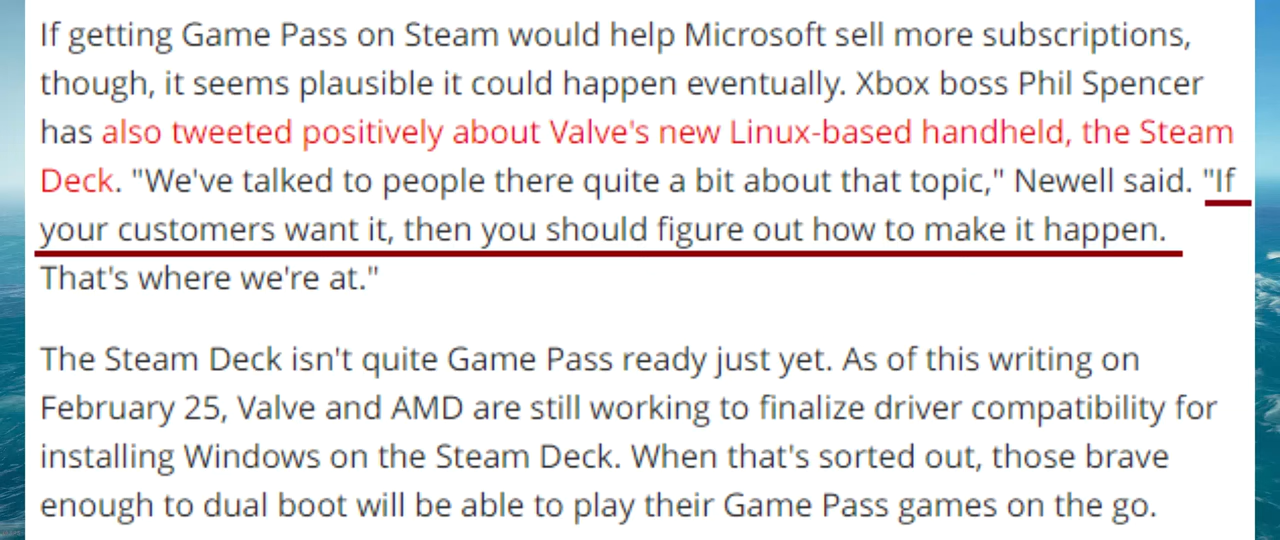 If getting Game Pass on Steam would help Microsoft sell more subscriptions,
though, it seems plausible it could happen eventually. Xbox boss Phil Spencer
has also tweeted positively about Valve's new Linux-based handheld, the Steam
Deck. "We've talked to people there quite a bit about that topic," Newell said. "If
your customers want it, then you should figure out how to make it happen.
That's where we're at."
The Steam Deck isn't quite Game Pass ready just yet. As of this writing on
February 25, Valve and AMD are still working to finalize driver compatibility for
installing Windows on the Steam Deck. When that's sorted out, those brave
enough to dual boot will be able to play their Game Pass games on the go.